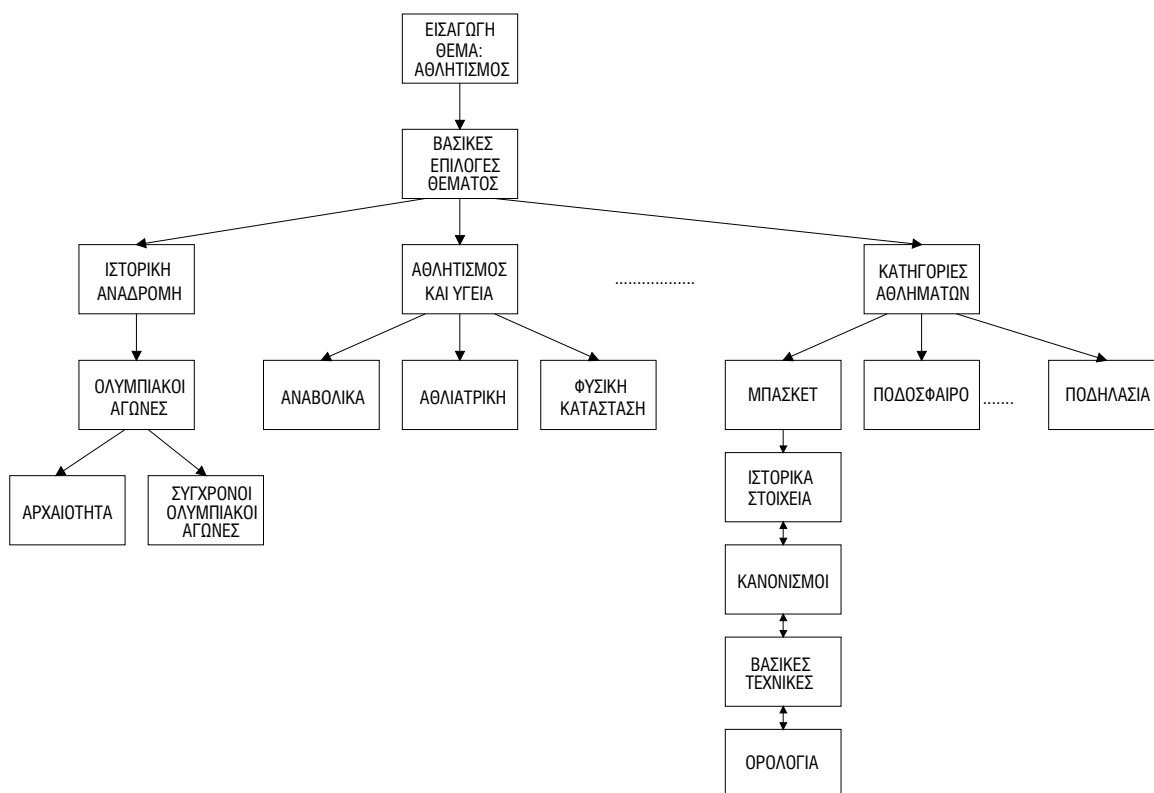 ΕΙΣΑΓΩΓΗ
ΘΕΜΑ:
ΑΘΛΗΤΙΣΜΟΣ
ΒΑΣΙΚΕΣ
ΕΠΙΛΟΓΕΣ
ΘΕΜΑΤΟΣ
ΙΣΤΟΡΙΚΗ
ΑΝΑΔΡΟΜΗ
ΑΘΛΗΤΙΣΜΟΣ
ΚΑΙ ΥΓΕΙΑ
..................
ΚΑΤΗΓΟΡΙΕΣ
ΑΘΛΗΜΑΤΩΝ
ΟΛΥΜΠΙΑΚΟΙ
ΑΓΩΝΕΣ
ΑΝΑΒΟΛΙΚΑ
ΑΘΛΙΑΤΡΙΚΗ
ΦΥΣΙΚΗ
ΚΑΤΑΣΤΑΣΗ
ΜΠΑΣΚΕΤ
ΠΟΔΟΣΦΑΙΡΟ
.......
ΠΟΔΗΛΑΣΙΑ
ΑΡΧΑΙΟΤΗΤΑ
ΣΥΓΧΡΟΝΟΙ
ΟΛΥΜΠΙΑΚΟΙ
ΑΓΩΝΕΣ
ΙΣΤΟΡΙΚΑ
ΣΤΟΙΧΕΙΑ
ΚΑΝΟΝΙΣΜΟΙ
ΒΑΣΙΚΕΣ
ΤΕΧΝΙΚΕΣ
ΟΡΟΛΟΓΙΑ